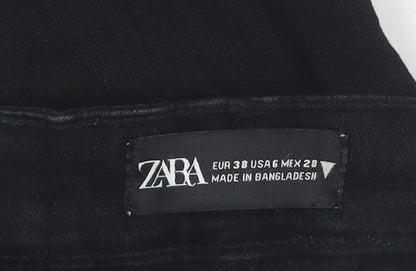 ZARA
EUR 38 USA 6 MEX 28
MADE IN BANGLADESH